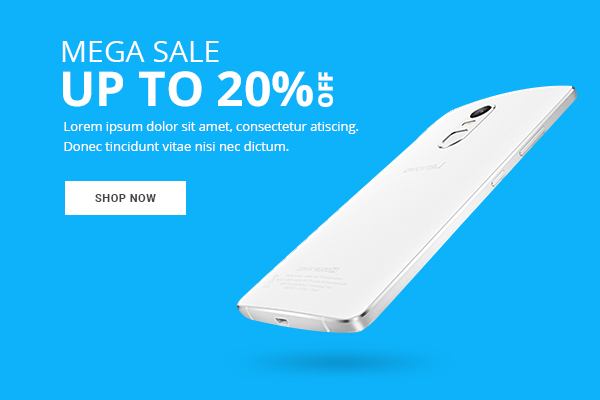 MEGA SALE
UP TO 20% OFF
Lorem ipsum dolor sit amet, consectetur atiscing.
Donec tincidunt vitae nisi nec dictum.
SHOP NOW